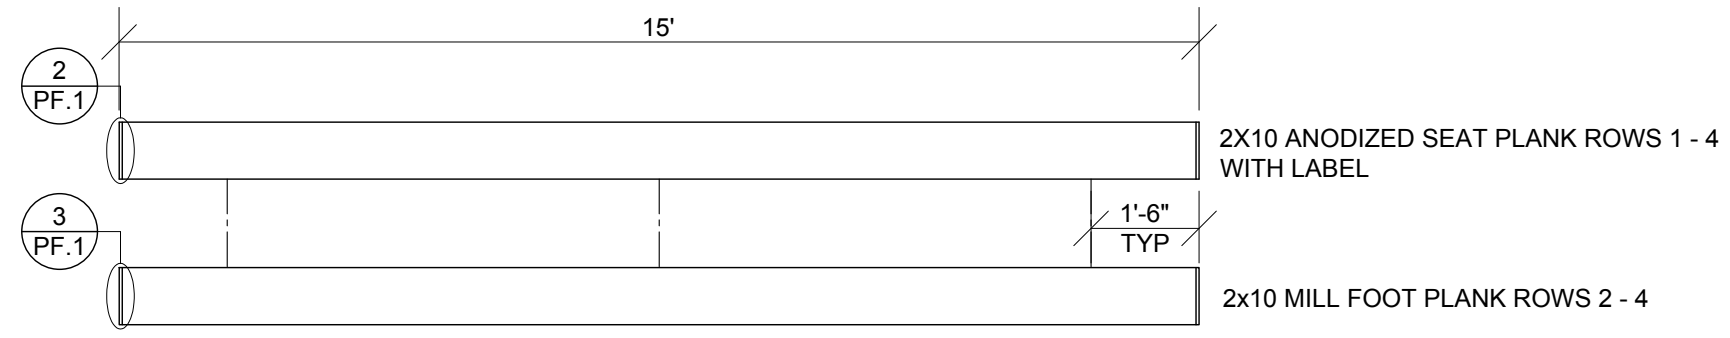 15'
2
PF.1
2X10 ANODIZED SEAT PLANK ROWS 1 - 4
WITH LABEL
3
PF.1
1'-6"
TYP
2x10 MILL FOOT PLANK ROWS 2 - 4